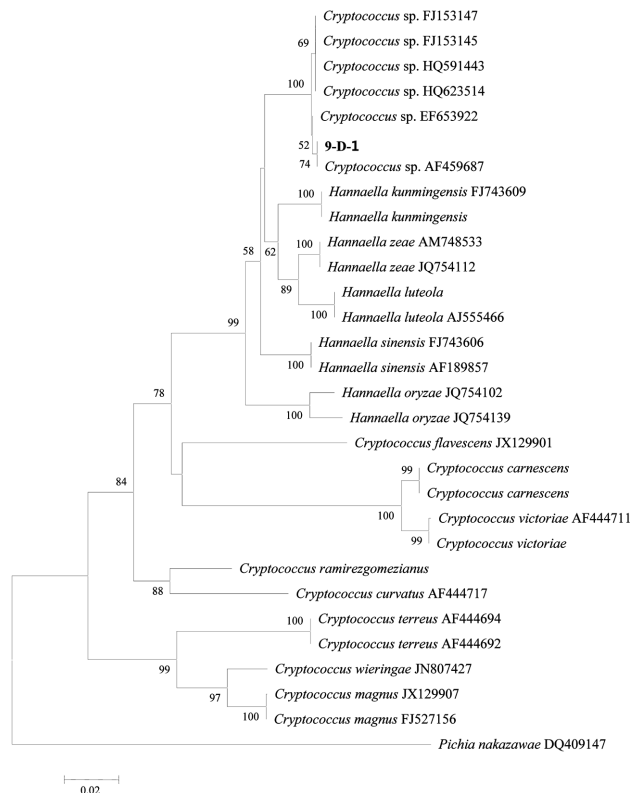 Cryptococcus sp. FJ153147
69
Cryptococcus sp. FJ153145
Cryptococcus sp. HQ591443
100
Cryptococcus sp. HQ623514
Cryptococcus sp. EF653922
52
9-D-1
74
Cryptococcus sp. AF459687
100
Hannaella kunmingensis FJ743609
Hannaella kunmingensis
58
62
100
Hannaella zeae AM748533
Hannaella zeae JQ754112
89
Hannaella luteola
100
Hannaella luteola AJ555466
99
Hannaella sinensis FJ743606
100
Hannaella sinensis AF189857
78
Hannaella oryzae JQ754102
100
Hannaella oryzae JQ754139
Cryptococcus flavescens JX129901
99
Cryptococcus carnescens
84
Cryptococcus carnescens
100
Cryptococcus victoriae AF444711
99
Cryptococcus victoriae
Cryptococcus ramirezgomezianus
88
Cryptococcus curvatus AF444717
100
Cryptococcus terreus AF444694
Cryptococcus terreus AF444692
99
Cryptococcus wieringae JN807427
97
Cryptococcus magnus JX129907
100
Cryptococcus magnus FJ527156
Pichia nakazawae DQ409147
0.02